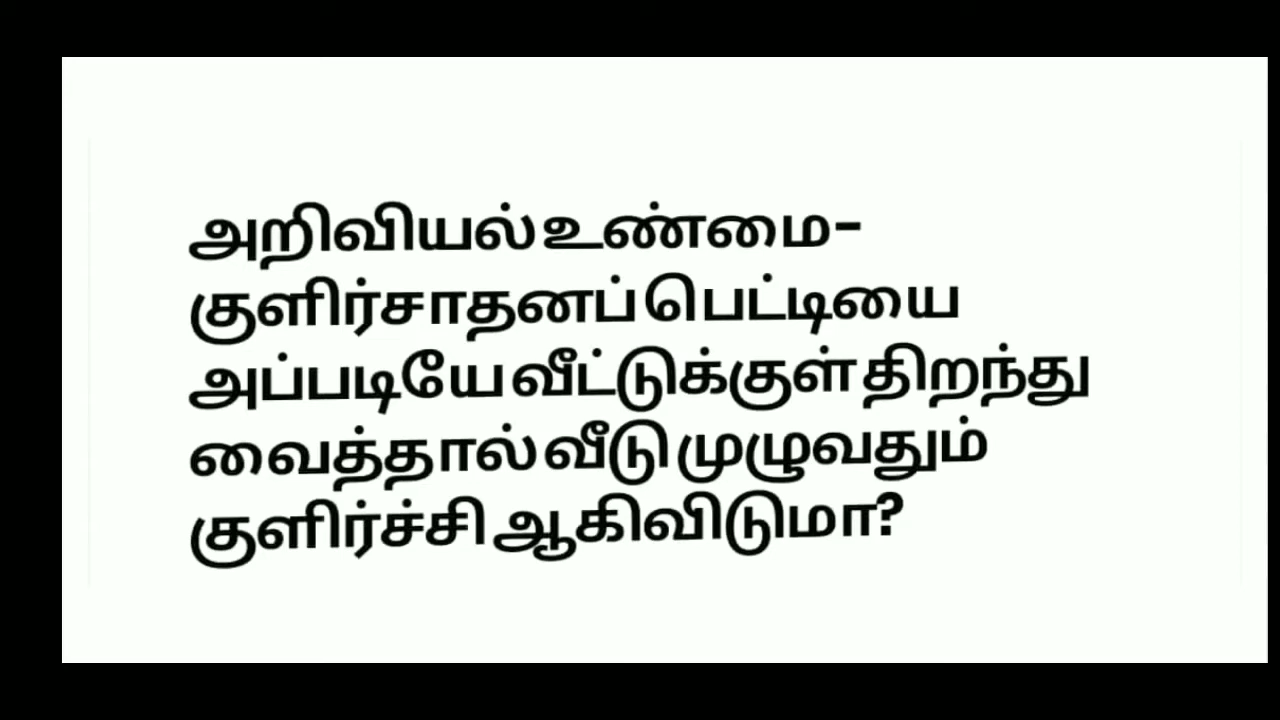 அறிவியல் உண்மை-
குளிர்சாதனப் பெட்டியை
அப்படியே வீட்டுக்குள் திறந்து
வைத்தால் வீடு முழுவதும்
குளிர்ச்சி ஆகிவிடுமா?